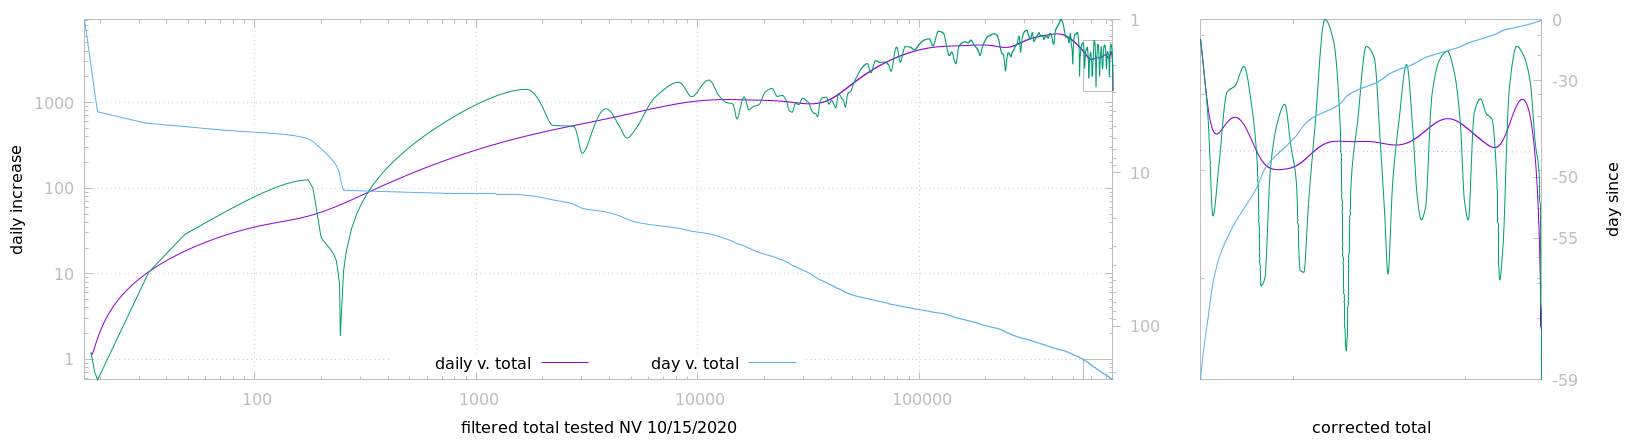 daily increase
1000
100
10
1
daily v. total
day v. total
1
10
100
100
1000
10000
100000
filtered total tested NV 10/15/2020
0
-30
-50
-55
-59
day since
corrected total